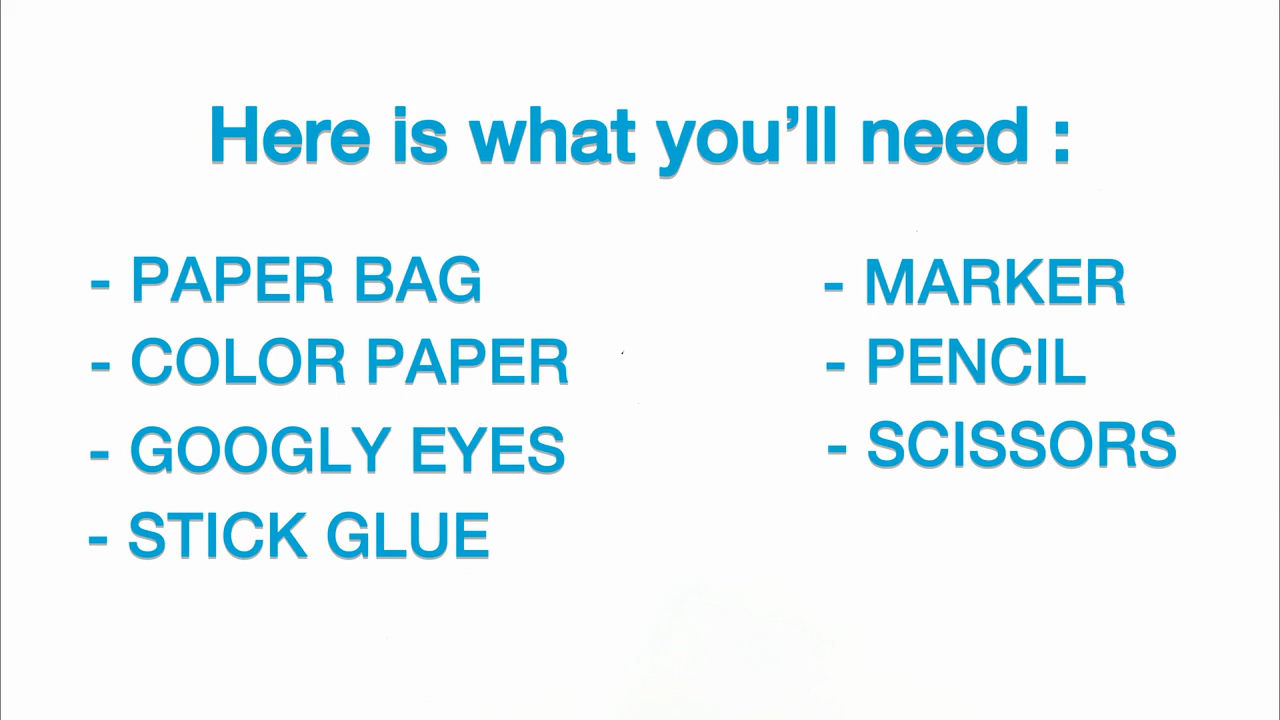 Here is what you’ll need :
- PAPER BAG
- COLOR PAPER
- GOOGLY EYES
- STICK GLUE
- MARKER
- PENCIL
- SCISSORS